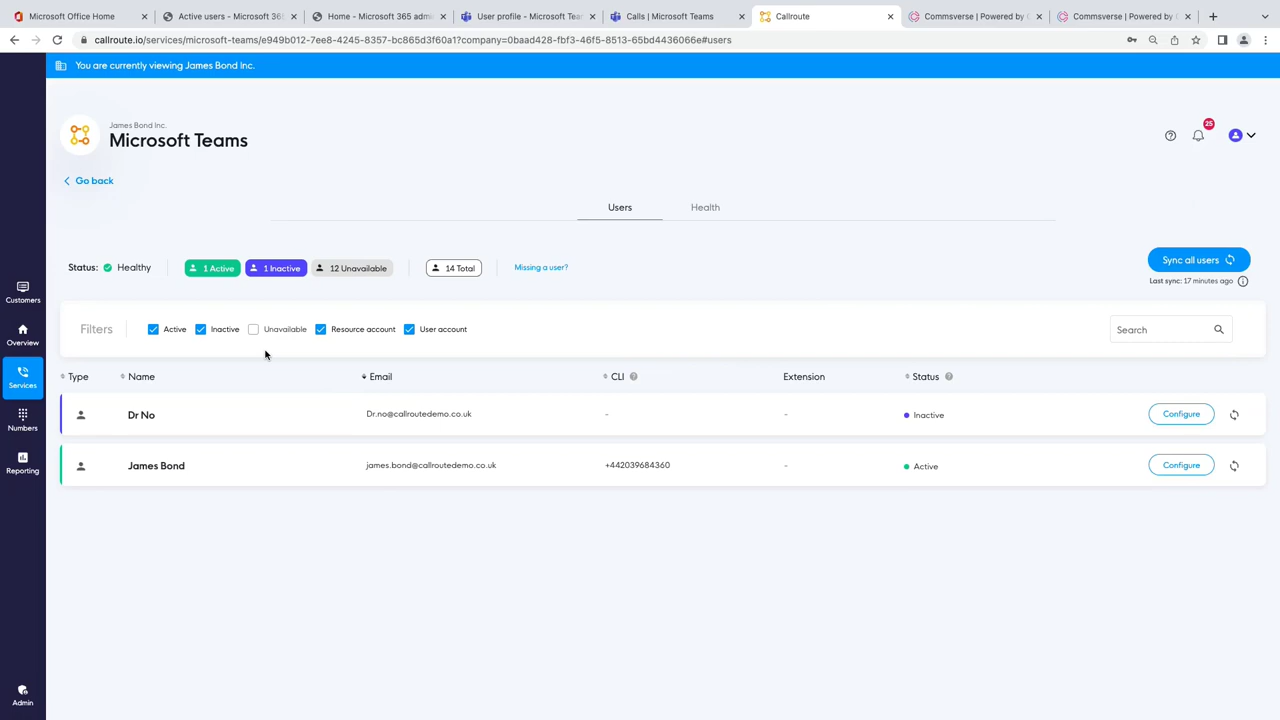 Microsoft Office Home
Active users - Microsoft 365
Home - Microsoft 365 admi
User profile - Microsoft Tea
Calls | Microsoft Teams
Callroute
Commsverse | Powered by
Commsverse | Powered by
callroute.io/services/microsoft-teams/e949b012-7ee8-4245-8357-bc865d3f60a1?company=0baad428-fbf3-46f5-8513-65bd4436066e#users
You are currently viewing James Bond Inc.
James Bond Inc.
Microsoft Teams
25
Go back
Users
Health
Status: Healthy
1 Active
1 Inactive
12 Unavailable
14 Total
Missing a user?
Sync all users
Last sync: 17 minutes ago
Customers
Overview
Services
Numbers
Reporting
Admin
Filters
Active
Inactive
Unavailable
Resource account
User account
Search
Type
Name
Email
CLI
Extension
Status
Dr No
Dr.no@callroutedemo.co.uk
-
-
Inactive
Configure
James Bond
james.bond@callroutedemo.co.uk
+442039684360
-
Active
Configure